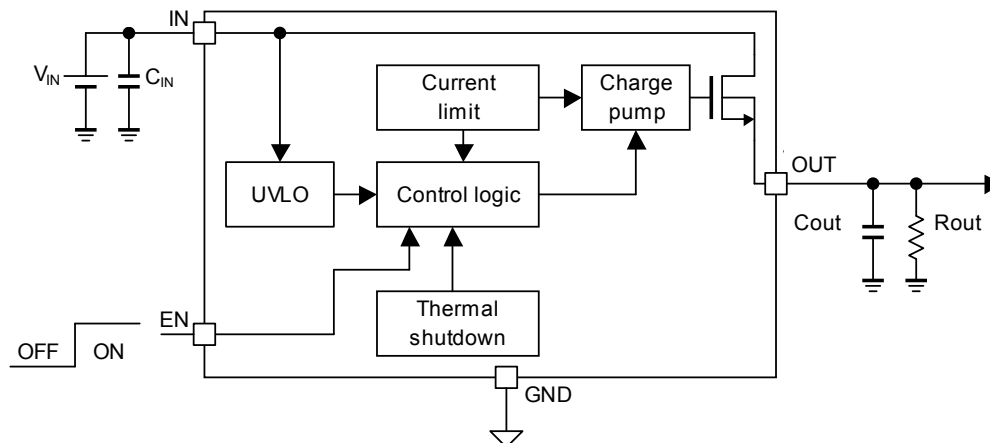 IN
V_IN
C_IN
Current
limit
Charge
pump
OUT
UVLO
Control logic
Cout
Rout
EN
Thermal
shutdown
OFF
ON
GND